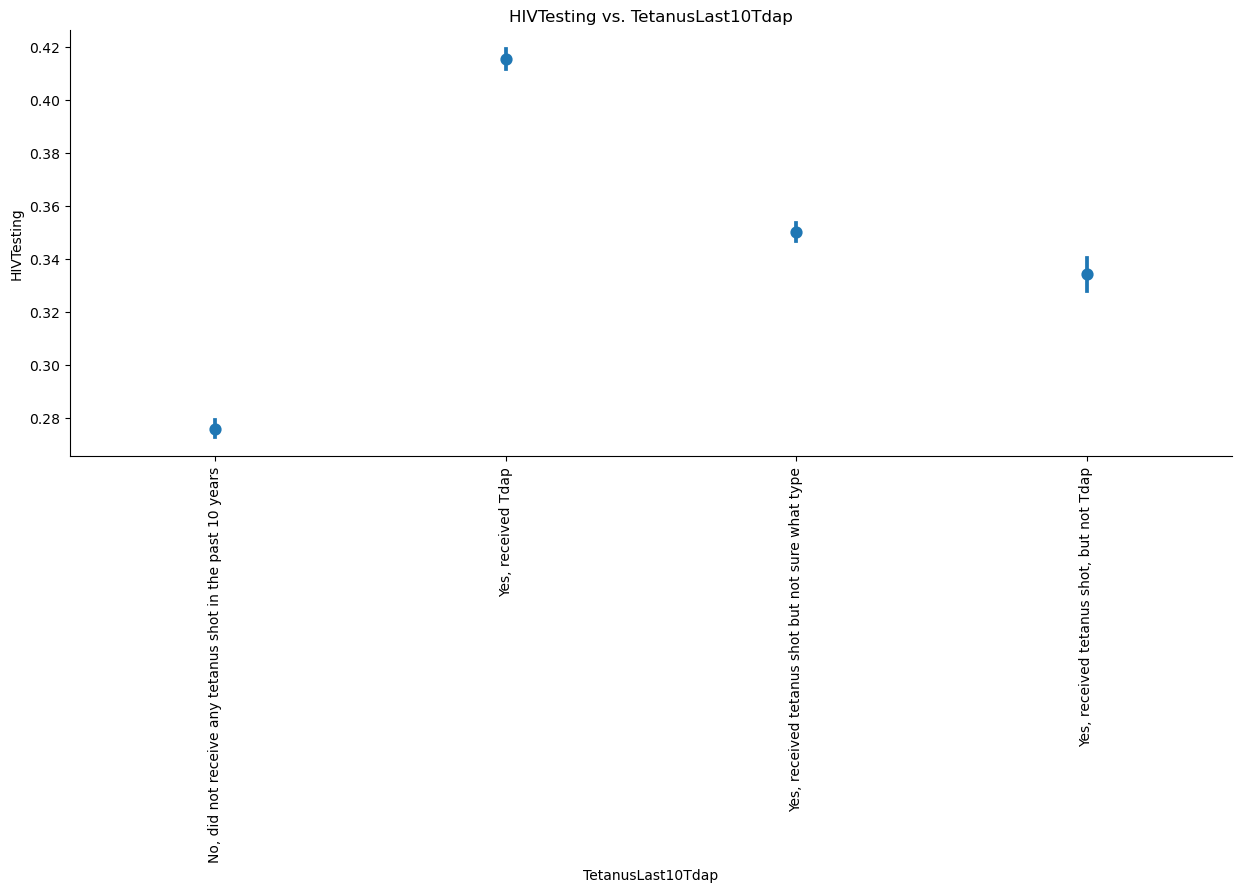 HIVTesting vs. TetanusLast10Tdap
HIVTesting
0.42
0.40
0.38
0.36
0.34
0.32
0.30
0.28
No, did not receive any tetanus shot in the past 10 years
Yes, received Tdap
Yes, received tetanus shot but not sure what type
Yes, received tetanus shot, but not Tdap
TetanusLast10Tdap